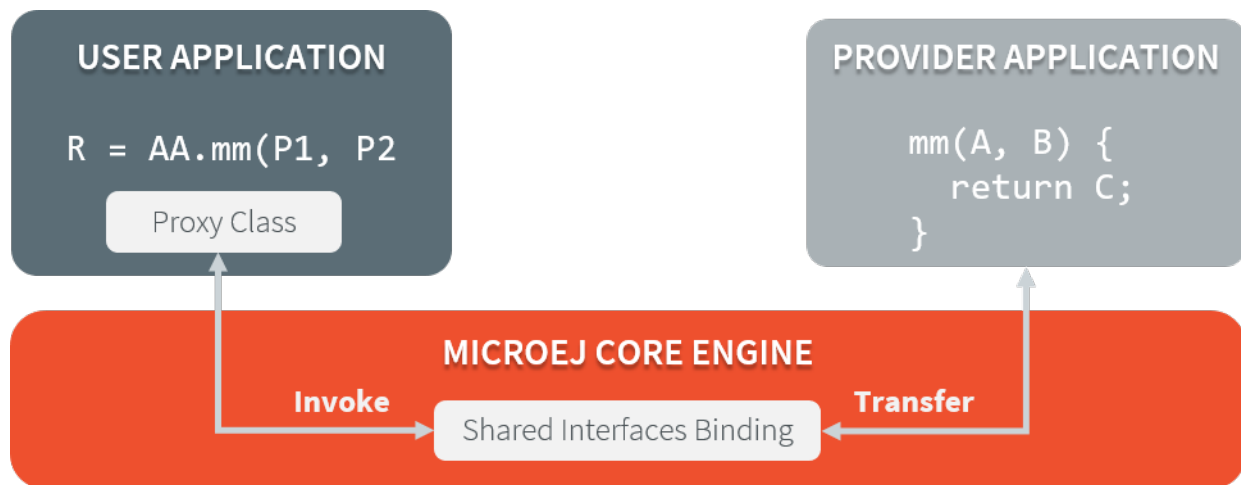 USER APPLICATION
R = AA.mm(P1, P2
Proxy Class
PROVIDER APPLICATION
mm(A, B) {
return C;
}
MICROEJ CORE ENGINE
Invoke
Transfer
Shared Interfaces Binding